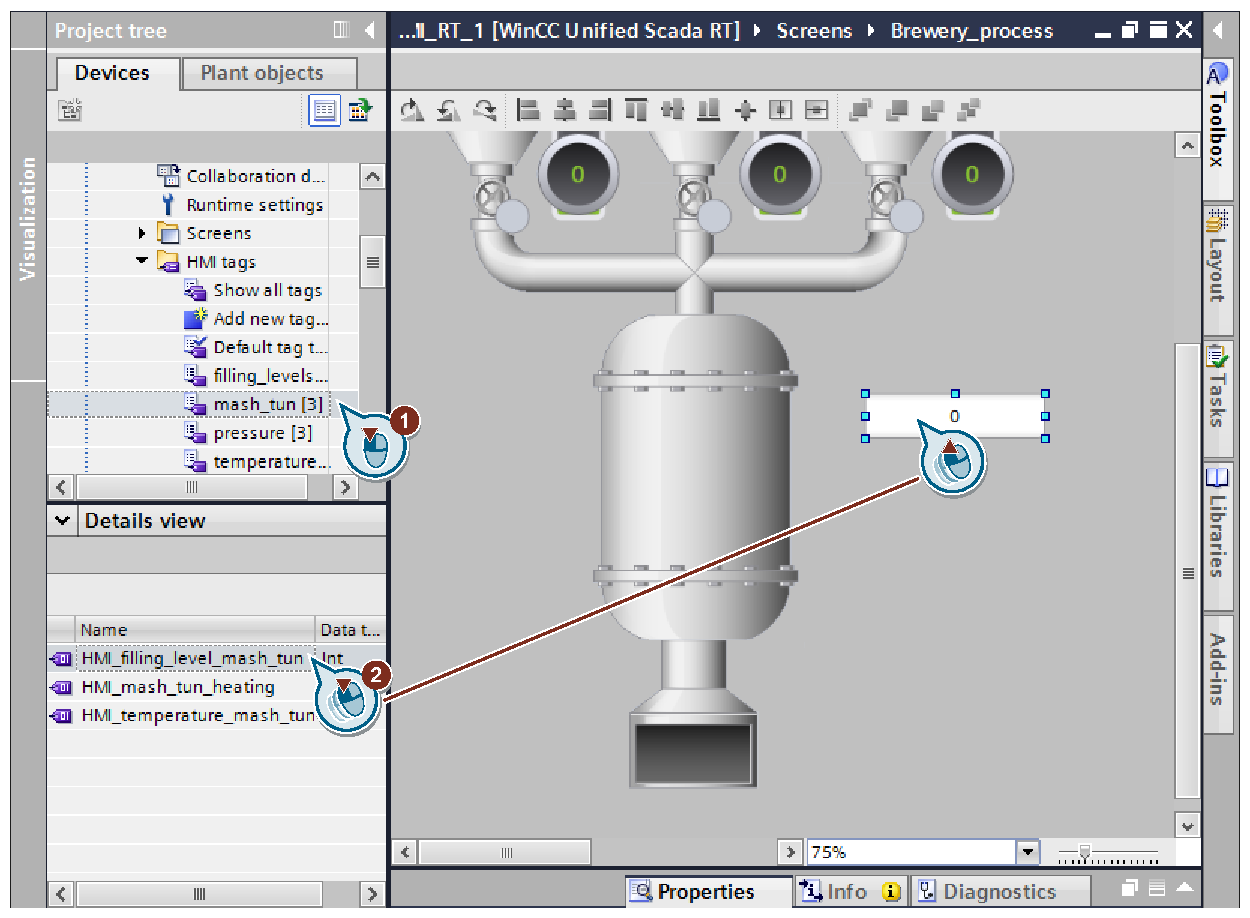 Project tree
...ll_RT_1 [WinCC Unified Scada RT] ▸ Screens ▸ Brewery_process
Devices
Plant objects
Visualization
Collaboration d...
Runtime settings
Screens
HMI tags
Show all tags
Add new tag...
Default tag t...
filling_levels...
mash_tun [3]
pressure [3]
temperature...
1
Details view
Name
Data t...
HMI_filling_level_mash_tun
Int
HMI_mash_tun_heating
HMI_temperature_mash_tun
2
0
0
0
0
75%
Properties
Info
Diagnostics
Toolbox
Layout
Tasks
Libraries
Add-ins